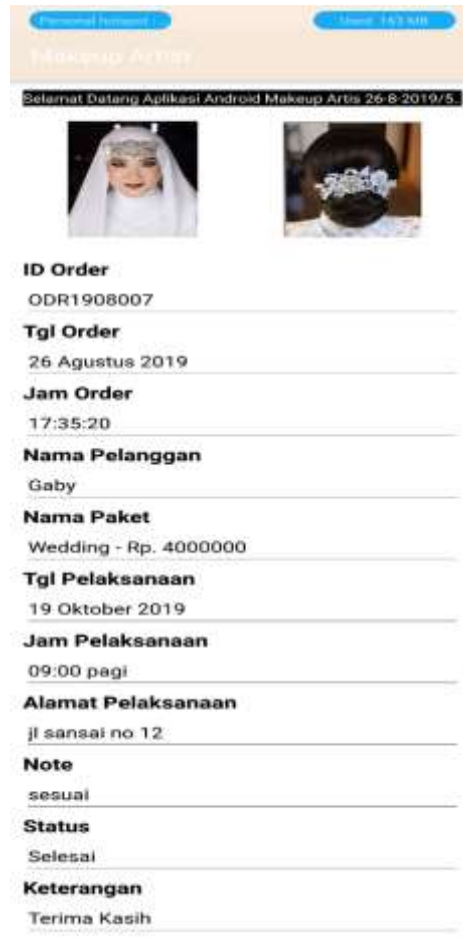 Personal hotspot
Used: 163 MB
Makeup Artis
Selamat Datang Aplikasi Android Makeup Artis 26-8-2019/5..
ID Order
ODR1908007
Tgl Order
26 Agustus 2019
Jam Order
17:35:20
Nama Pelanggan
Gaby
Nama Paket
Wedding - Rp. 4000000
Tgl Pelaksanaan
19 Oktober 2019
Jam Pelaksanaan
09:00 pagi
Alamat Pelaksanaan
jl sansai no 12
Note
sesuai
Status
Selesai
Keterangan
Terima Kasih